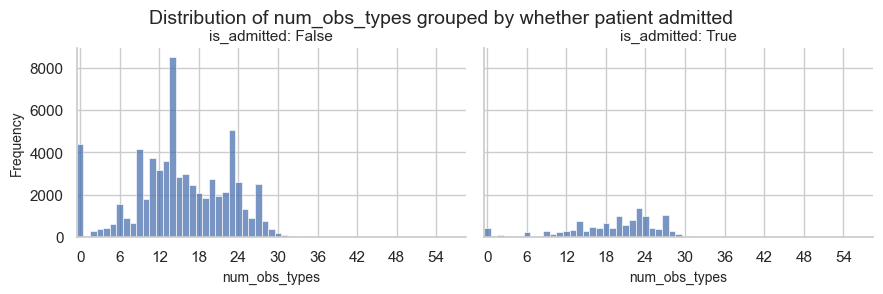 Distribution of num_obs_types grouped by whether patient admitted
is_admitted: False
is_admitted: True
Frequency
8000
6000
4000
2000
0
0 6 12 18 24 30 36 42 48 54
0 6 12 18 24 30 36 42 48 54
num_obs_types
num_obs_types